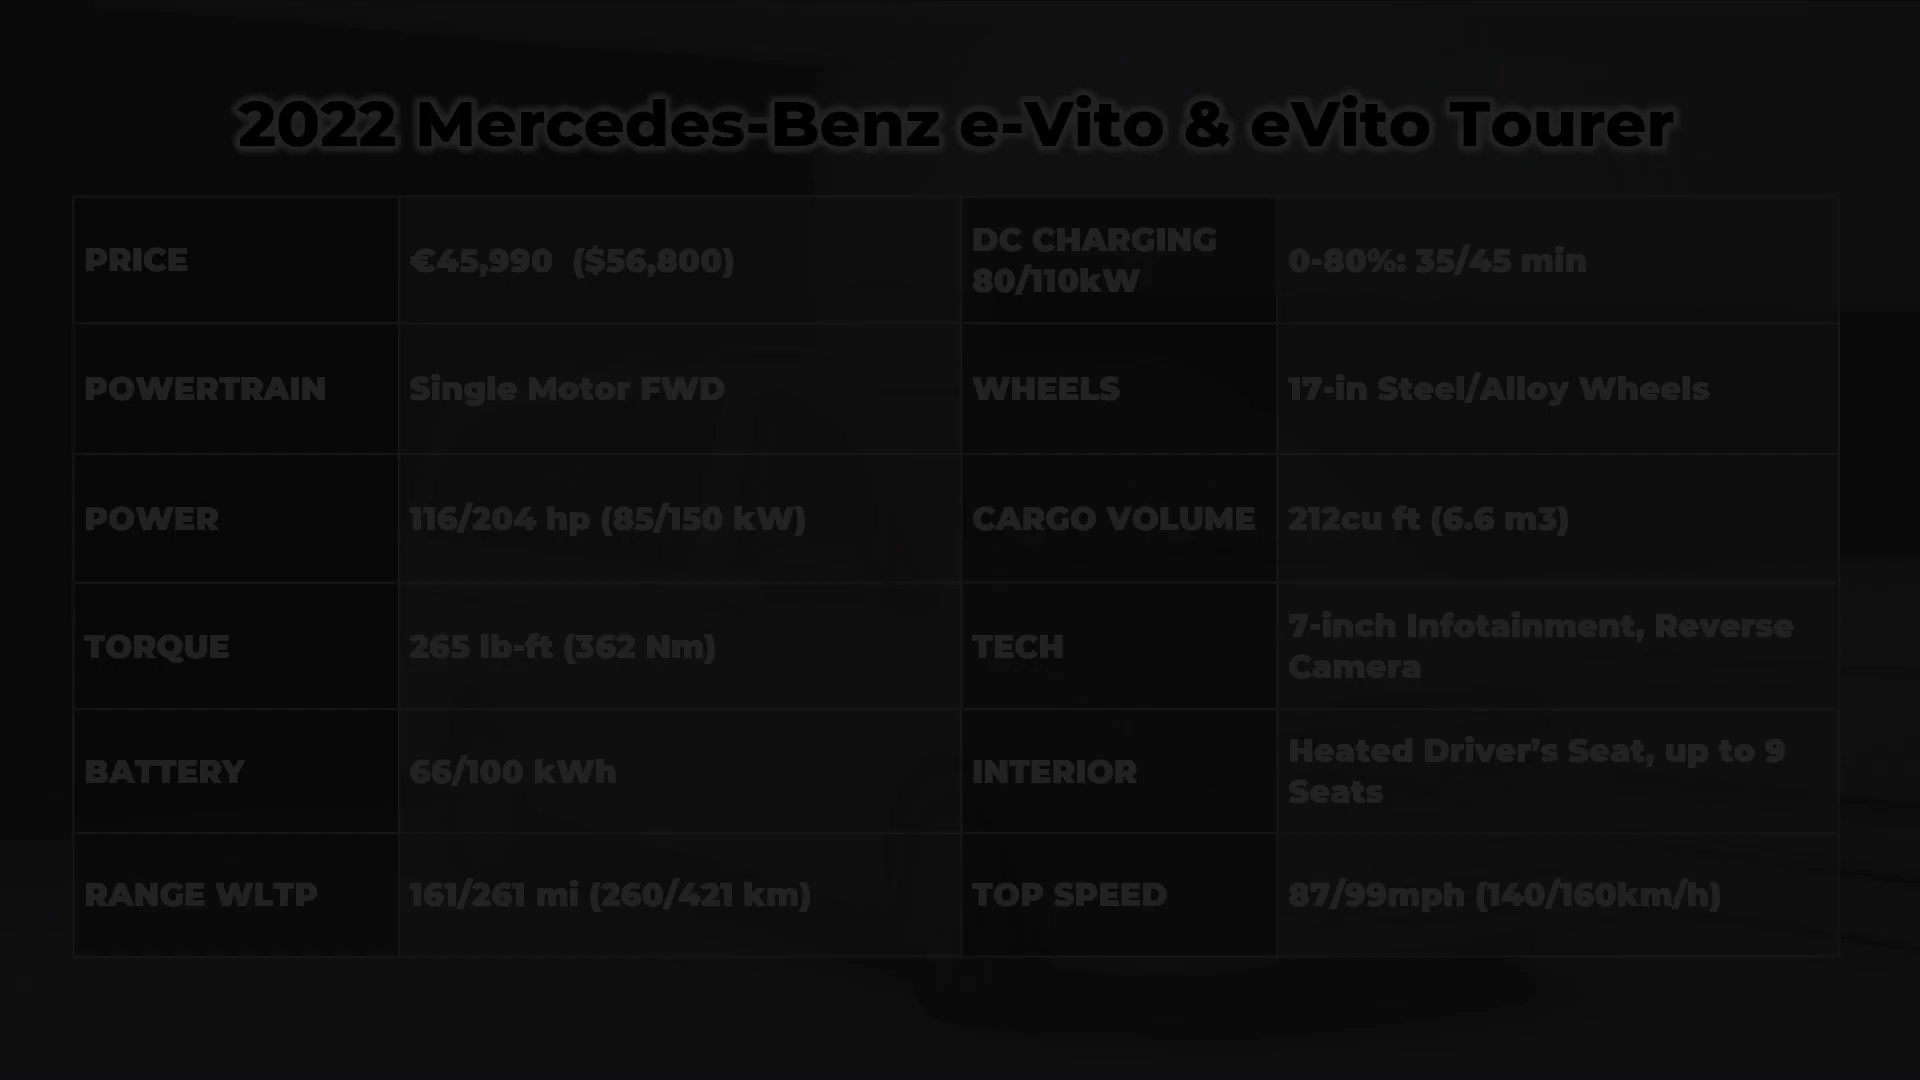 2022 Mercedes-Benz e-Vito & eVito Tourer
PRICE
€45,990 ($56,800)
DC CHARGING
80/110kW
0-80%: 35/45 min
POWERTRAIN
Single Motor FWD
WHEELS
17-in Steel/Alloy Wheels
POWER
116/204 hp (85/150 kW)
CARGO VOLUME
212cu ft (6.6 m3)
TORQUE
265 lb-ft (362 Nm)
TECH
7-inch Infotainment, Reverse
Camera
BATTERY
66/100 kWh
INTERIOR
Heated Driver’s Seat, up to 9
Seats
RANGE WLTP
161/261 mi (260/421 km)
TOP SPEED
87/99mph (140/160km/h)